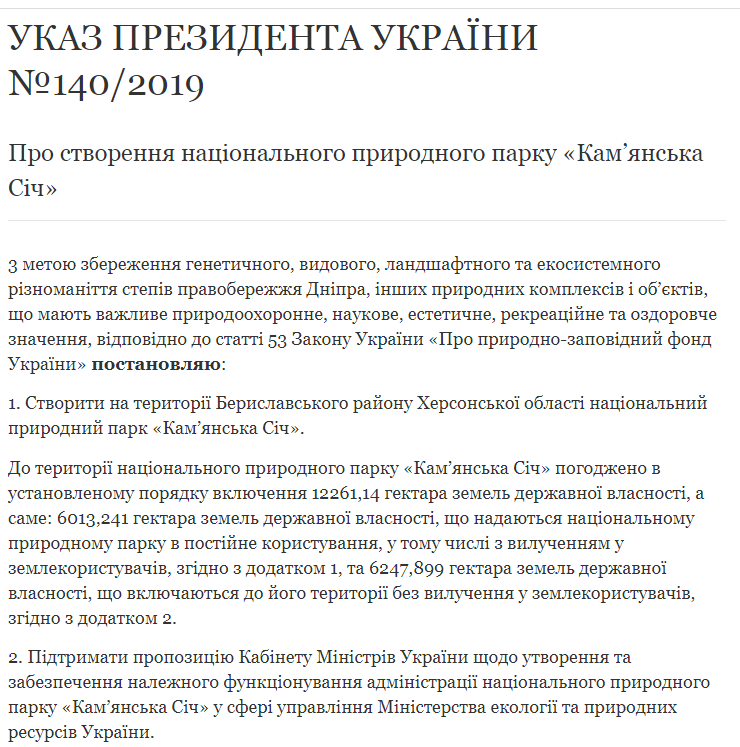 УКАЗ ПРЕЗИДЕНТА УКРАЇНИ
№140/2019
Про створення національного природного парку «Кам’янська
Січ»
З метою збереження генетичного, видового, ландшафтного та екосистемного
різноманіття степів правобережжя Дніпра, інших природних комплексів і об’єктів,
що мають важливе природоохоронне, наукове, естетичне, рекреаційне та оздоровче
значення, відповідно до статті 53 Закону України «Про природно-заповідний фонд
України» постановляю:
1. Створити на території Бериславського району Херсонської області національний
природний парк «Кам’янська Січ».
До території національного природного парку «Кам’янська Січ» погоджено в
установленому порядку включення 12261,14 гектара земель державної власності, а
саме: 6013,241 гектара земель державної власності, що надаються національному
природному парку в постійне користування, у тому числі з вилученням у
землекористувачів, згідно з додатком 1, та 6247,899 гектара земель державної
власності, що включаються до його території без вилучення у землекористувачів,
згідно з додатком 2.
2. Підтримати пропозицію Кабінету Міністрів України щодо утворення та
забезпечення належного функціонування адміністрації національного природного
парку «Кам’янська Січ» у сфері управління Міністерства екології та природних
ресурсів України.